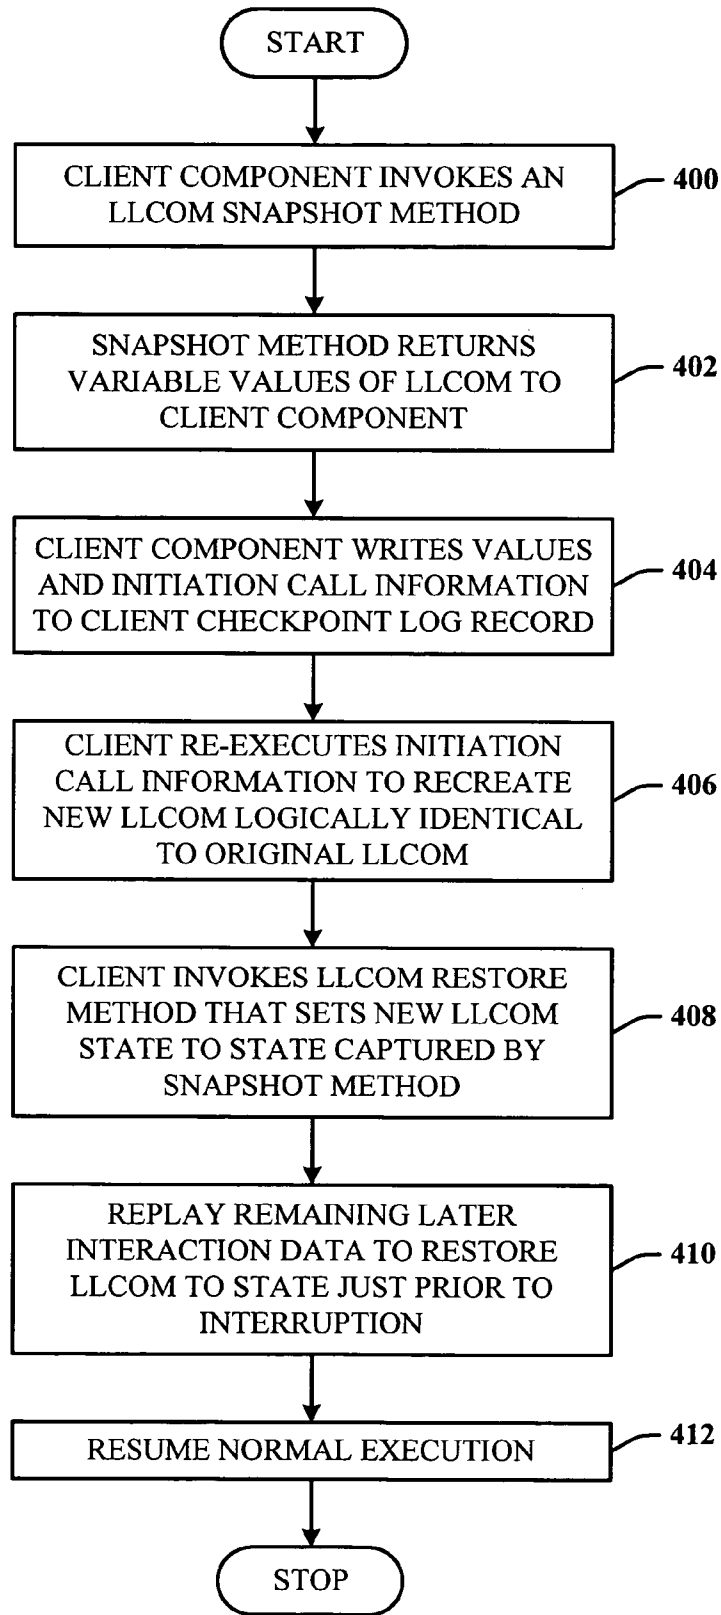 START
CLIENT COMPONENT INVOKES AN
LLCOM SNAPSHOT METHOD
400
SNAPSHOT METHOD RETURNS
VARIABLE VALUES OF LLCOM TO
CLIENT COMPONENT
402
CLIENT COMPONENT WRITES VALUES
AND INITIATION CALL INFORMATION
TO CLIENT CHECKPOINT LOG RECORD
404
CLIENT RE-EXECUTES INITIATION
CALL INFORMATION TO RECREATE
NEW LLCOM LOGICALLY IDENTICAL
TO ORIGINAL LLCOM
406
CLIENT INVOKES LLCOM RESTORE
METHOD THAT SETS NEW LLCOM
STATE TO STATE CAPTURED BY
SNAPSHOT METHOD
408
REPLAY REMAINING LATER
INTERACTION DATA TO RESTORE
LLCOM TO STATE JUST PRIOR TO
INTERRUPTION
410
RESUME NORMAL EXECUTION
412
STOP